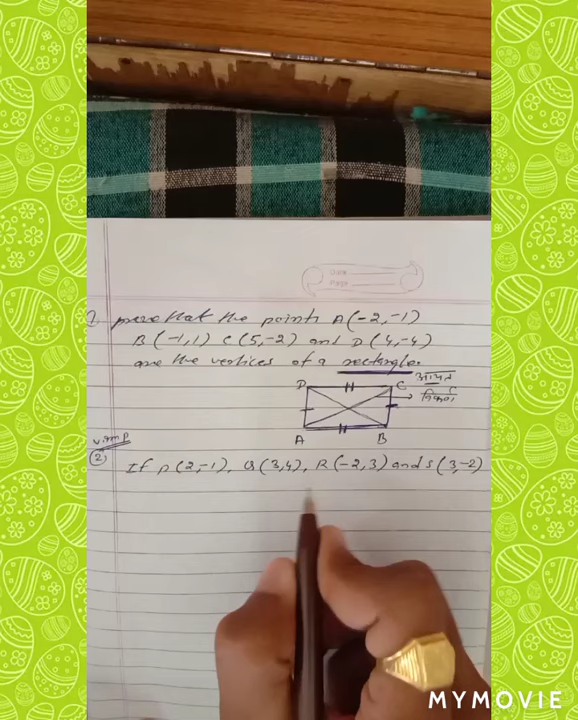 1. prove that the points A(-2,-1)
B(-1,1) C(5,-2) and D(4,-4)
are the vertices of a rectangle.
D C
A B
v.imp
(2) If P(2,-1), Q(3,4), R(-2,3) and S(3,-2)
MYMOVIE